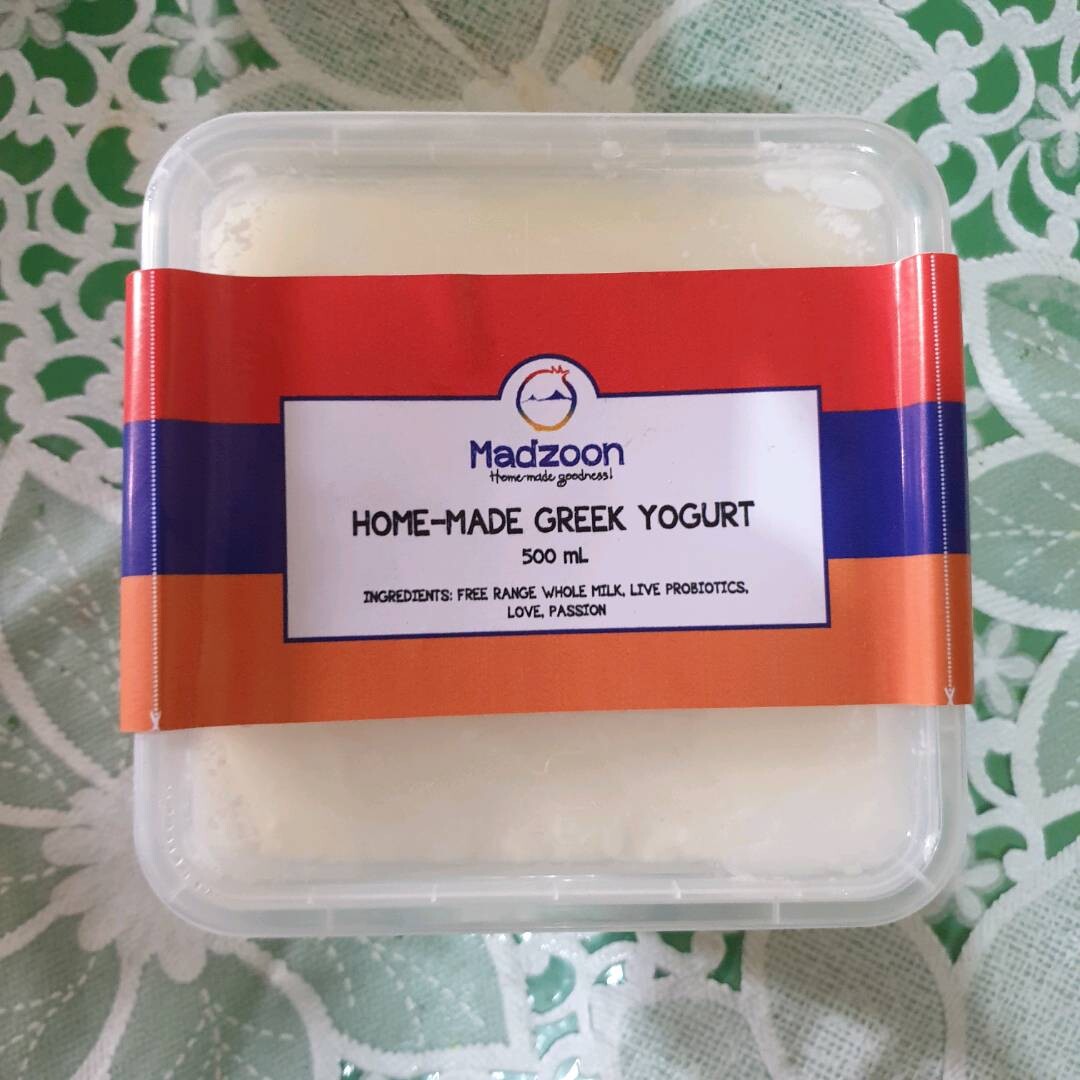 Madzoon
Home-made goodness!
HOME-MADE GREEK YOGURT
500 mL
INGREDIENTS: FREE RANGE WHOLE MILK, LIVE PROBIOTICS,
LOVE, PASSION